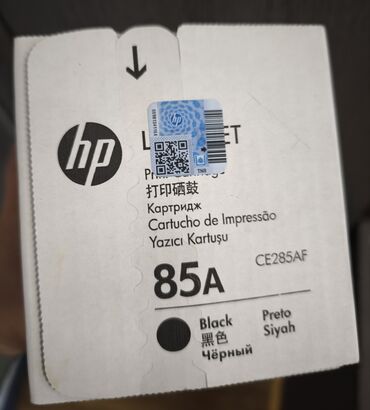 hp
打印硒鼓
Картридж
Cartucho de Impressão
Yazıcı Kartuşu
85A CE285AF
Black Preto
黑色 Siyah
Чёрный